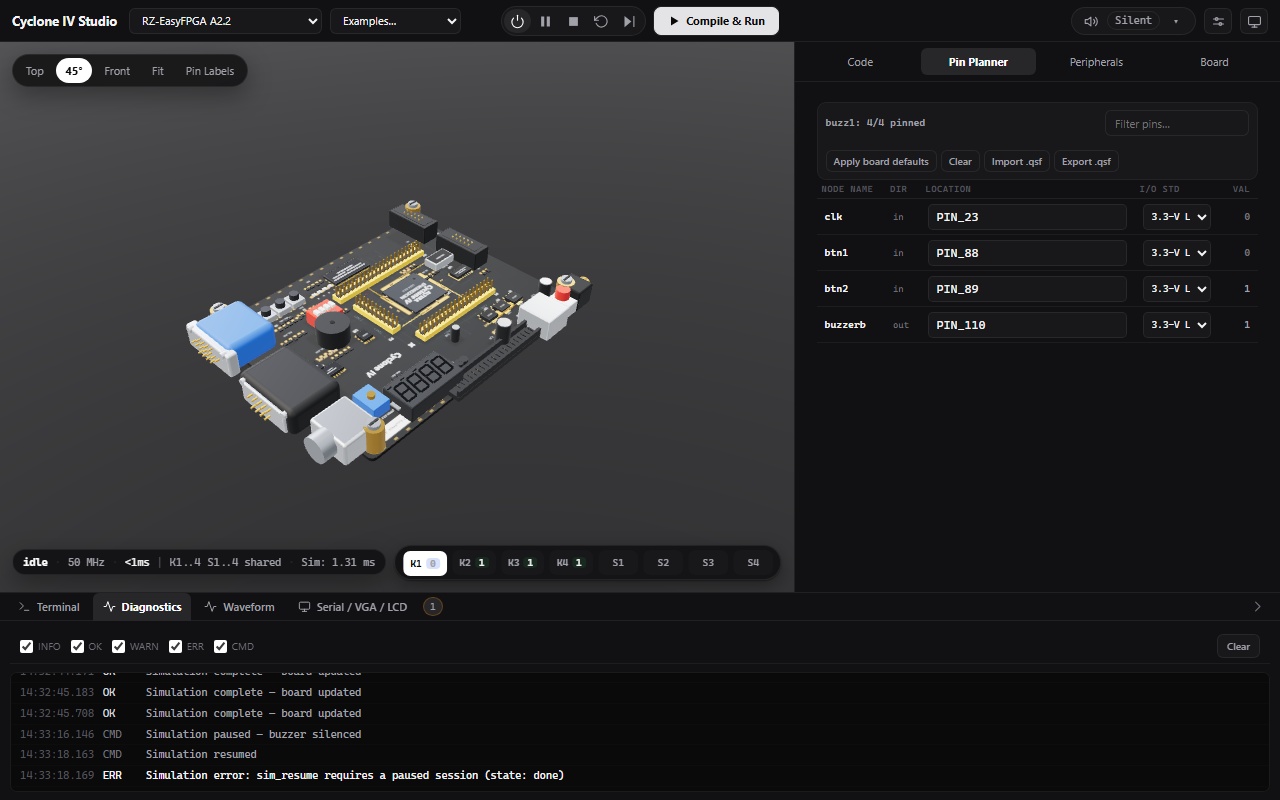 Cyclone IV Studio RZ-EasyFPGA A2.2 Examples... Compile & Run Silent
Top 45° Front Fit Pin Labels
Code Pin Planner Peripherals Board
buzz1: 4/4 pinned Filter pins...
Apply board defaults Clear Import .qsf Export .qsf
NODE NAME DIR LOCATION I/O STD VAL
clk in PIN_23 3.3-V L 0
btn1 in PIN_88 3.3-V L 0
btn2 in PIN_89 3.3-V L 1
buzzerb out PIN_110 3.3-V L 1
Cyclone IV
idle · 50 MHz · <1ms | K1..4 S1..4 shared · Sim: 1.31 ms
K1 0 K2 1 K3 1 K4 1 S1 S2 S3 S4
Terminal Diagnostics Waveform Serial / VGA / LCD 1
INFO OK WARN ERR CMD Clear
Simulation complete — board updated
14:32:45.183 OK Simulation complete — board updated
14:32:45.708 OK Simulation complete — board updated
14:33:16.146 CMD Simulation paused — buzzer silenced
14:33:18.163 CMD Simulation resumed
14:33:18.169 ERR Simulation error: sim_resume requires a paused session (state: done)